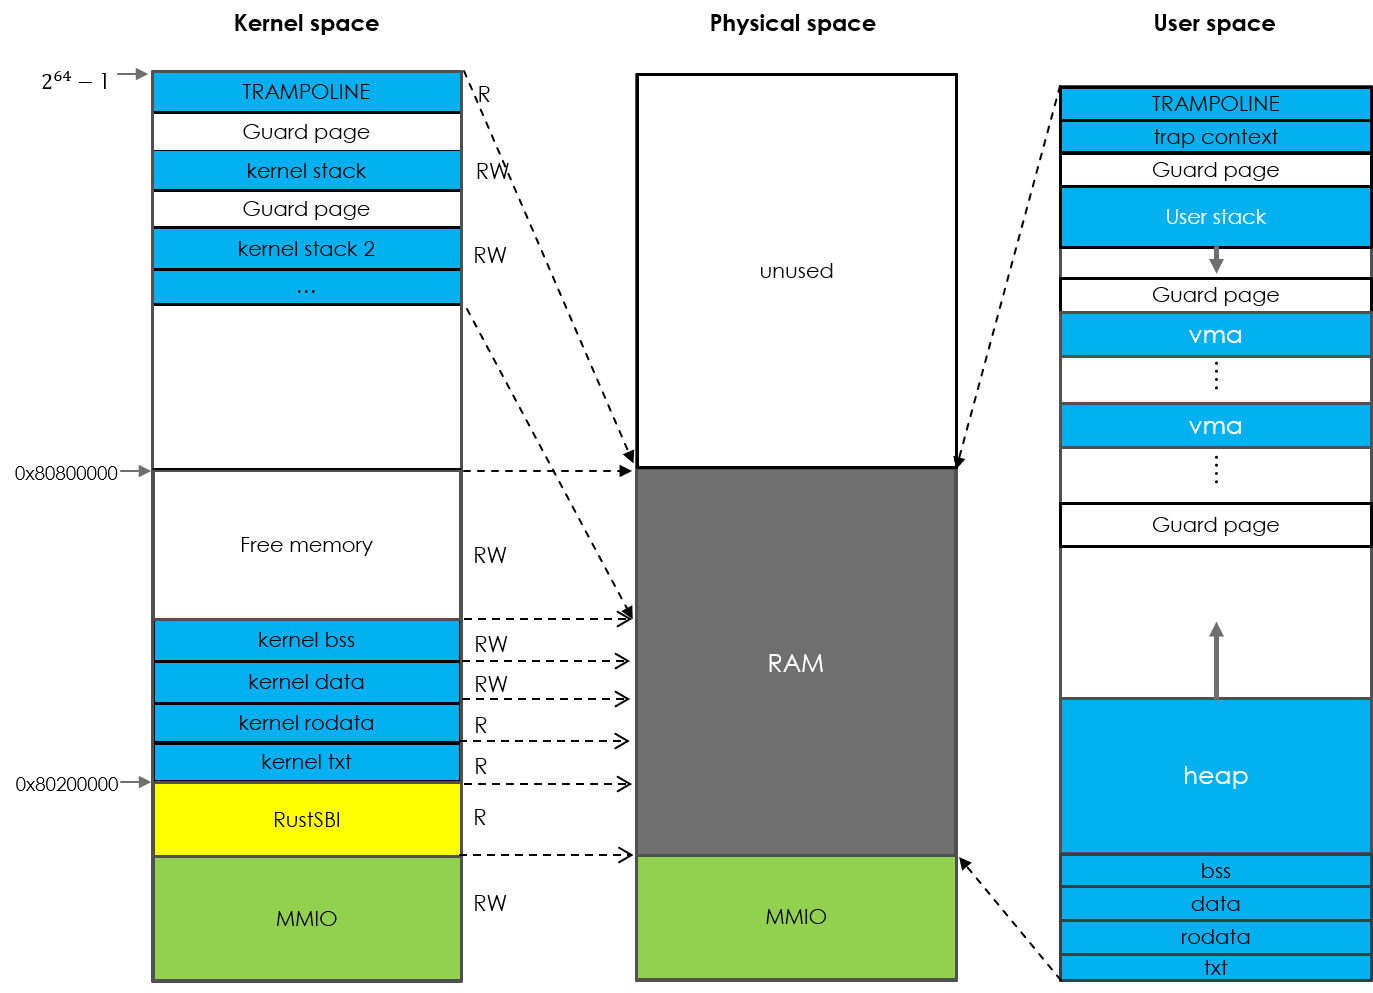 Kernel space
Physical space
User space
2^64 − 1
TRAMPOLINE
R
Guard page
kernel stack
RW
Guard page
kernel stack 2
RW
...
0x80800000
Free memory
RW
kernel bss
RW
kernel data
RW
kernel rodata
R
kernel txt
R
0x80200000
RustSBI
R
MMIO
RW
unused
RAM
MMIO
TRAMPOLINE
trap context
Guard page
User stack
Guard page
vma
vma
Guard page
heap
bss
data
rodata
txt